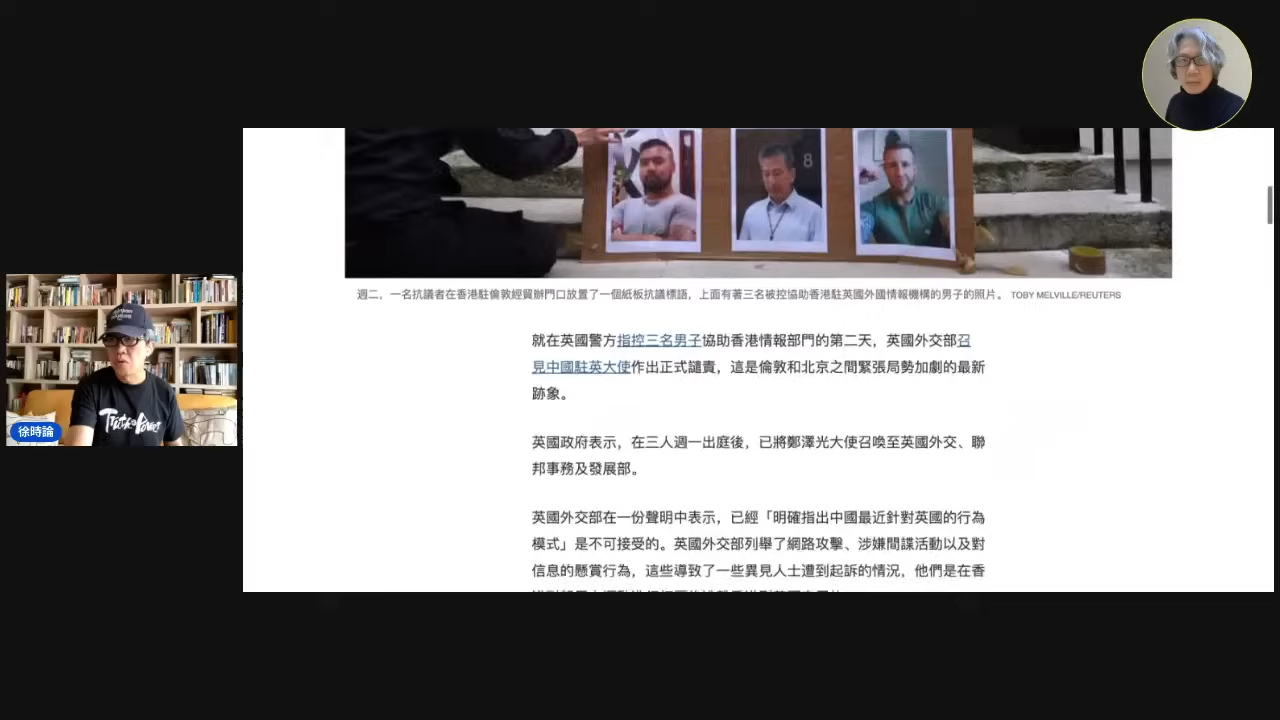 8
週二，一名抗議者在香港駐倫敦經貿辦門口放置了一個紙板抗議標語，上面有著三名被控協助香港駐英國外國情報機構的男子的照片。 TOBY MELVILLE/REUTERS
就在英國警方指控三名男子協助香港情報部門的第二天，英國外交部召
見中國駐英大使作出正式譴責，這是倫敦和北京之間緊張局勢加劇的最新
跡象。
英國政府表示，在三人週一出庭後，已將鄭澤光大使召喚至英國外交、聯
邦事務及發展部。
英國外交部在一份聲明中表示，已經「明確指出中國最近針對英國的行為
模式」是不可接受的。英國外交部列舉了網路攻擊、涉嫌間諜活動以及對
信息的懸賞行為，這些導致了一些異見人士遭到起訴的情況，他們是在香
徐時論